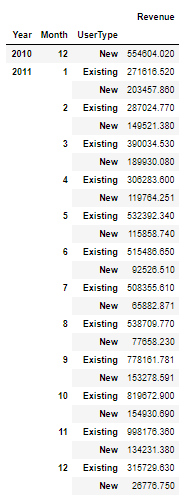 Revenue
Year Month UserType
2010 12 New 554604.020
2011 1 Existing 271616.520
New 203457.860
2 Existing 287024.770
New 149521.380
3 Existing 390034.530
New 189930.080
4 Existing 306283.600
New 119764.251
5 Existing 532392.340
New 115858.740
6 Existing 515486.650
New 92526.510
7 Existing 508355.610
New 65882.871
8 Existing 538709.770
New 77658.230
9 Existing 778161.781
New 153278.591
10 Existing 819672.900
New 154930.690
11 Existing 998176.360
New 134231.380
12 Existing 315729.630
New 26776.750